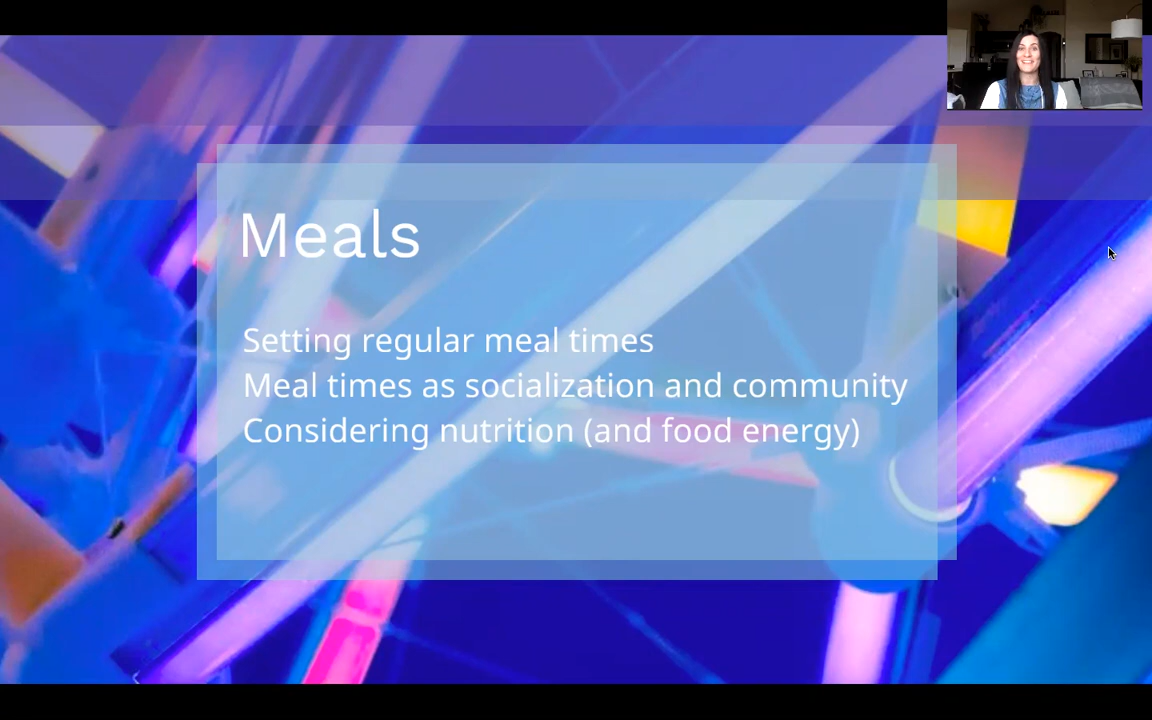 Meals
Setting regular meal times
Meal times as socialization and community
Considering nutrition (and food energy)